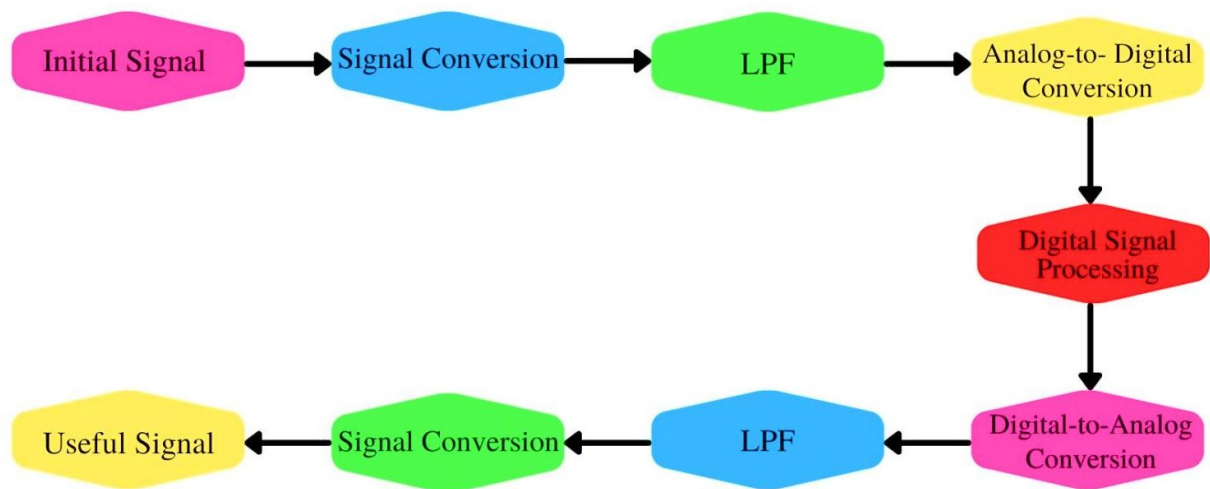 Initial Signal
Signal Conversion
LPF
Analog-to- Digital
Conversion
Digital Signal
Processing
Digital-to-Analog
Conversion
LPF
Signal Conversion
Useful Signal